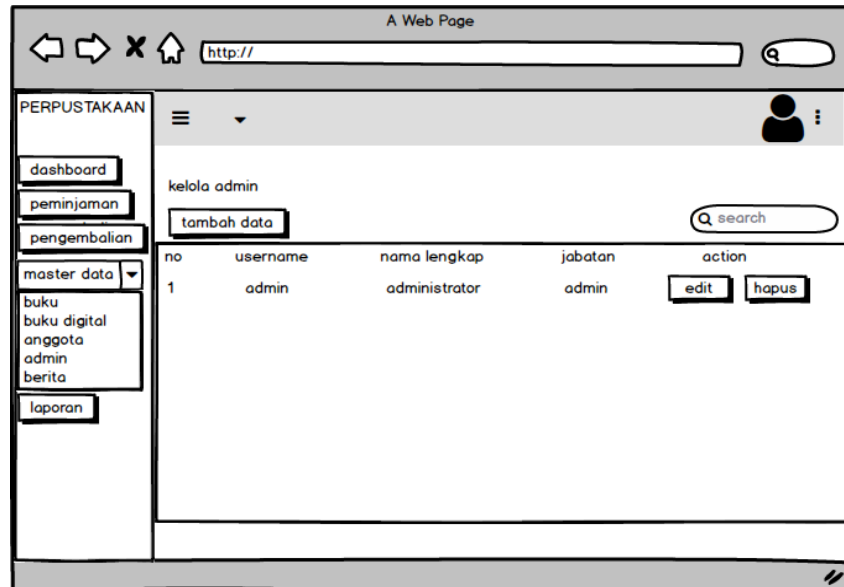 A Web Page
http://
PERPUSTAKAAN
dashboard
peminjaman
pengembalian
master data
buku
buku digital
anggota
admin
berita
laporan
kelola admin
tambah data
search
no username nama lengkap jabatan action
1 admin administrator admin edit hapus